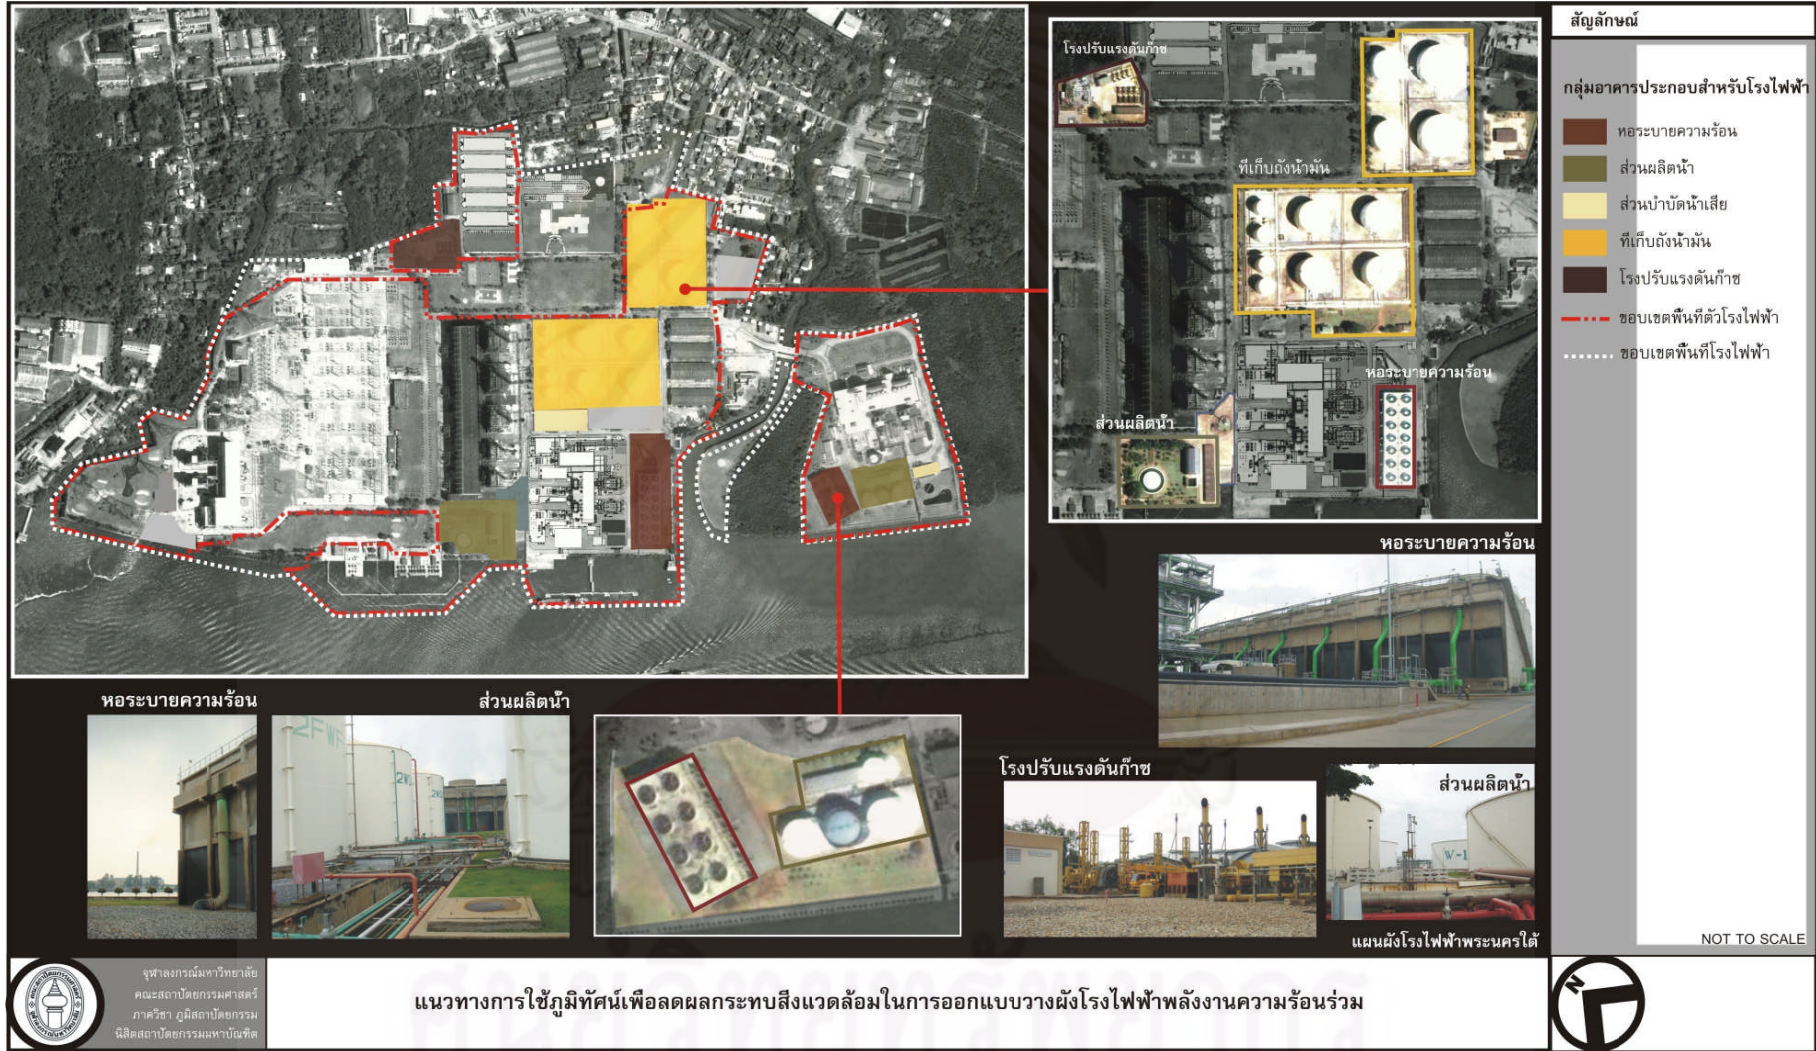 โรงปรับแรงดันก๊าซ
ที่เก็บถังน้ำมัน
หอระบายความร้อน
ส่วนผลิตน้ำ
สัญลักษณ์
กลุ่มอาคารประกอบสำหรับโรงไฟฟ้า
หอระบายความร้อน
ส่วนผลิตน้ำ
ส่วนบำบัดน้ำเสีย
ที่เก็บถังน้ำมัน
โรงปรับแรงดันก๊าซ
ขอบเขตพื้นที่ตัวโรงไฟฟ้า
ขอบเขตพื้นที่โรงไฟฟ้า
หอระบายความร้อน
หอระบายความร้อน
ส่วนผลิตน้ำ
2FWF
2W
โรงปรับแรงดันก๊าซ
ส่วนผลิตน้ำ
W-1
แผนผังโรงไฟฟ้าพระนครใต้
NOT TO SCALE
จุฬาลงกรณ์มหาวิทยาลัย
คณะสถาปัตยกรรมศาสตร์
ภาควิชา ภูมิสถาปัตยกรรม
นิสิตสถาปัตยกรรมมหาบัณฑิต
แนวทางการใช้ภูมิทัศน์เพื่อลดผลกระทบสิ่งแวดล้อมในการออกแบบวางผังโรงไฟฟ้าพลังงานความร้อนร่วม
N